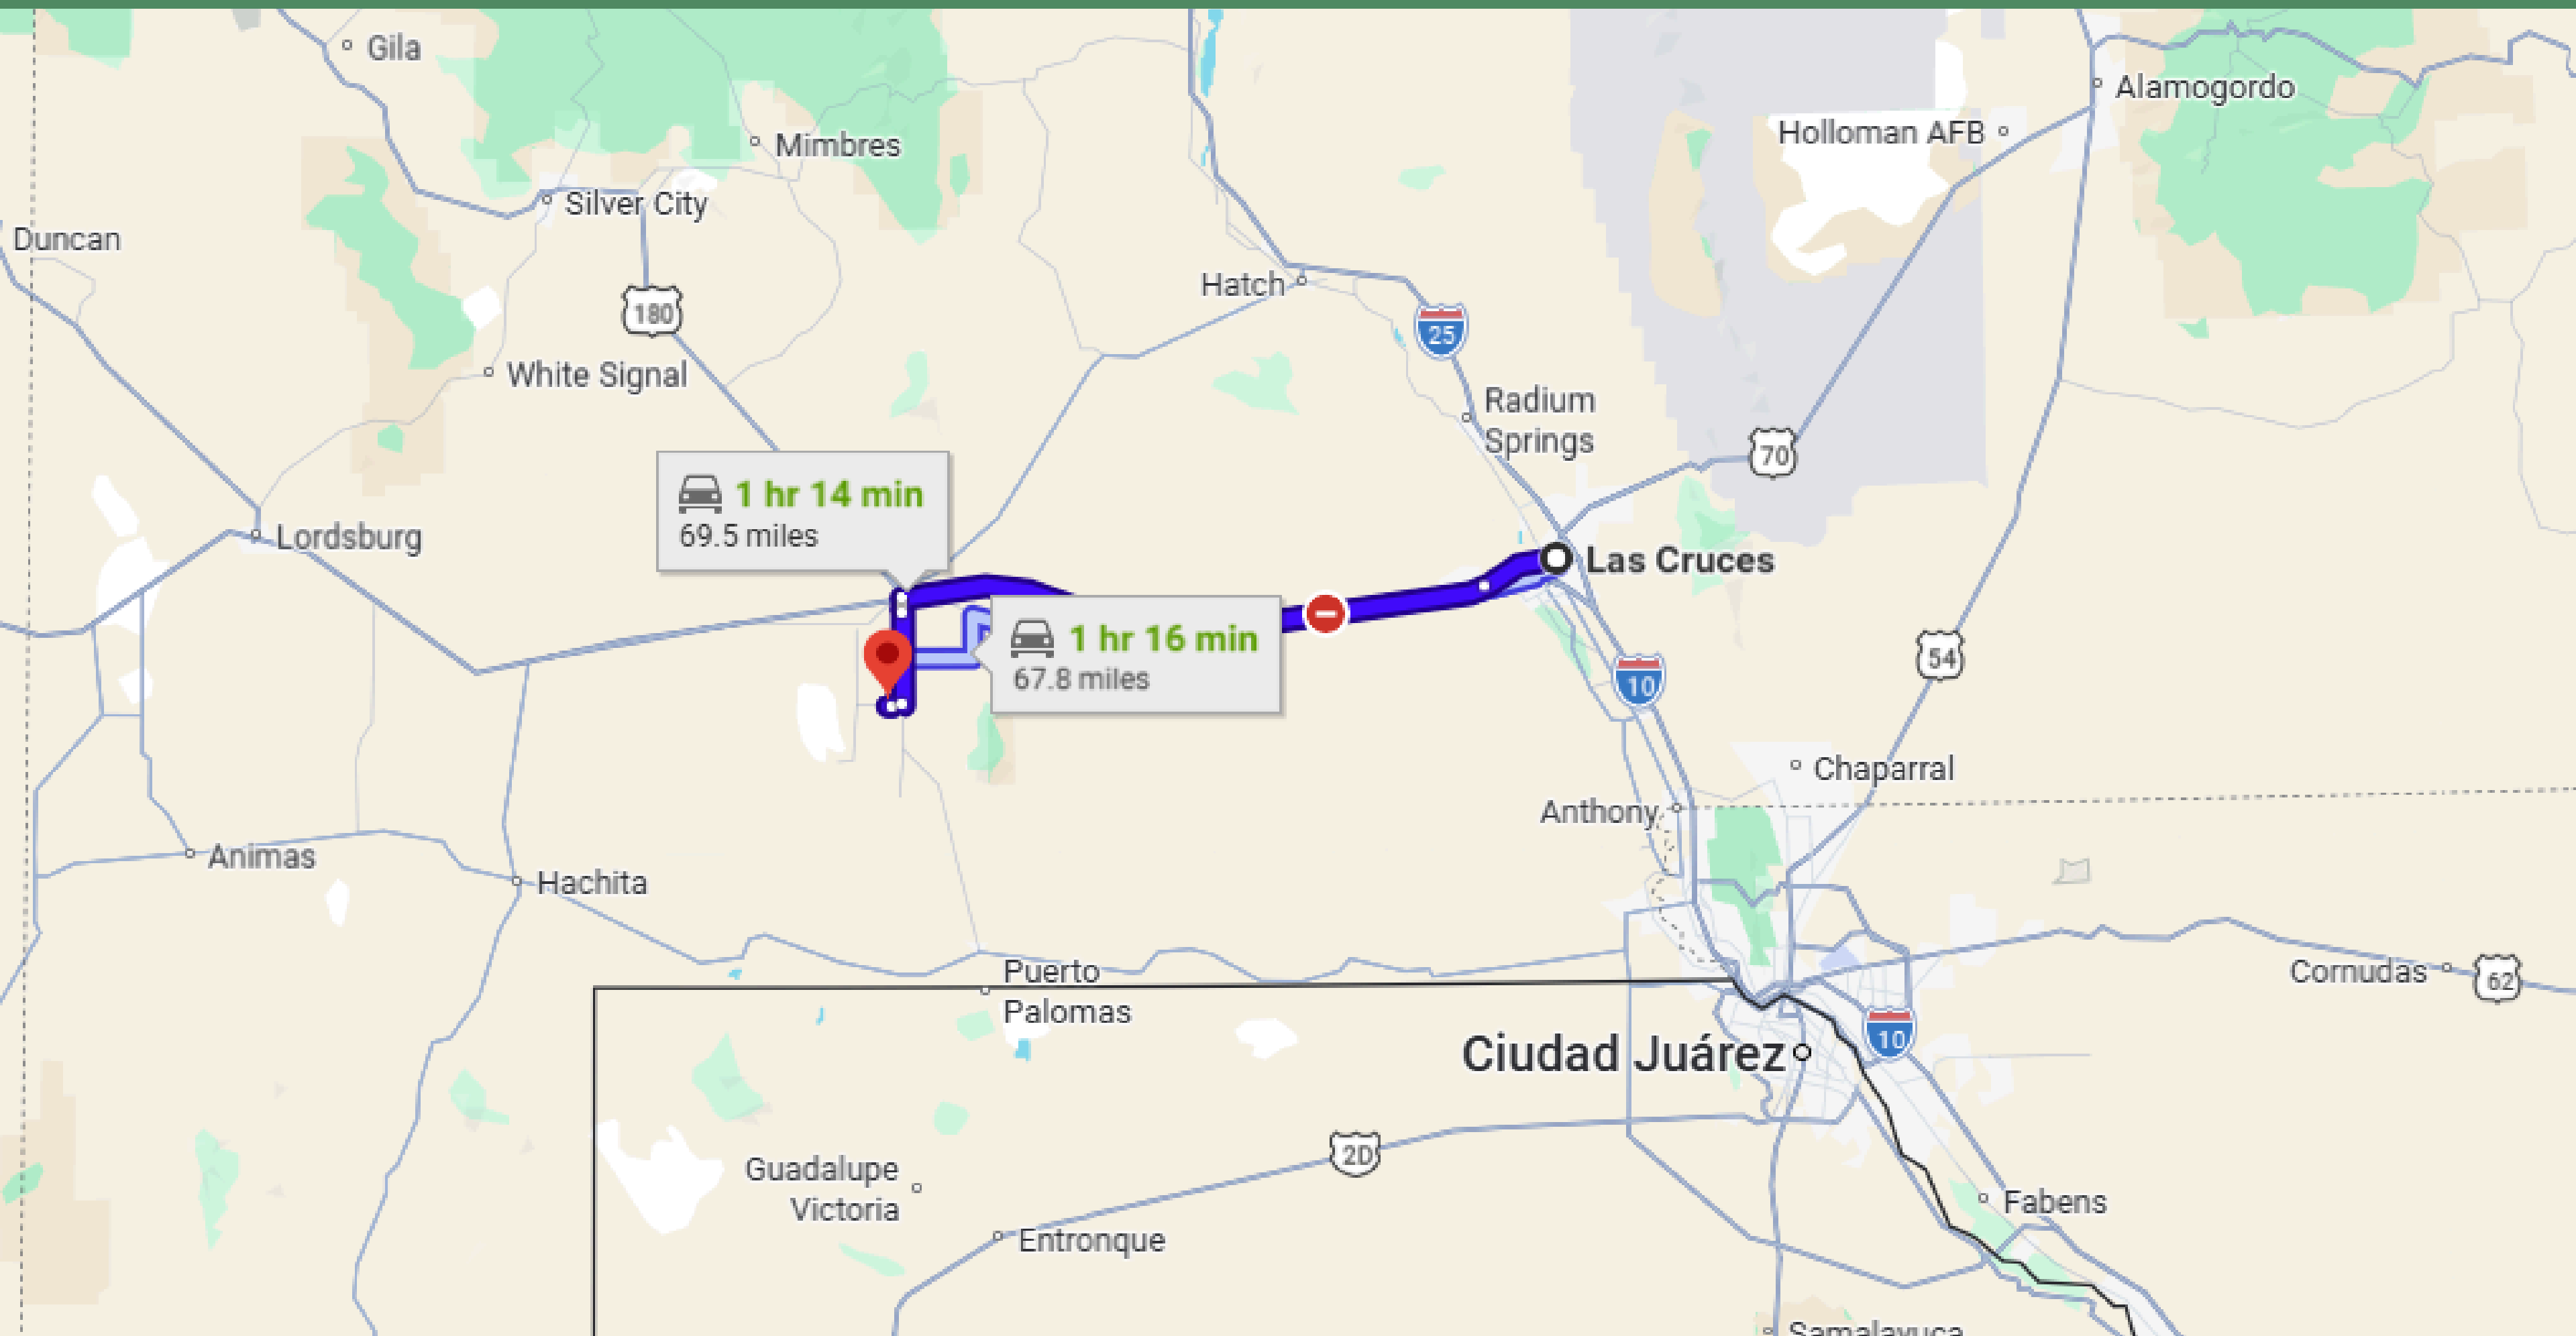 Gila
Alamogordo
Holloman AFB
Mimbres
Silver City
Duncan
Hatch
180
25
White Signal
Radium
Springs
70
1 hr 14 min
69.5 miles
Lordsburg
Las Cruces
1 hr 16 min
67.8 miles
54
10
Chaparral
Anthony
Animas
Hachita
Puerto
Palomas
Cornudas
62
10
Ciudad Juárez
2D
Guadalupe
Victoria
Fabens
Entronque
Samalayuca